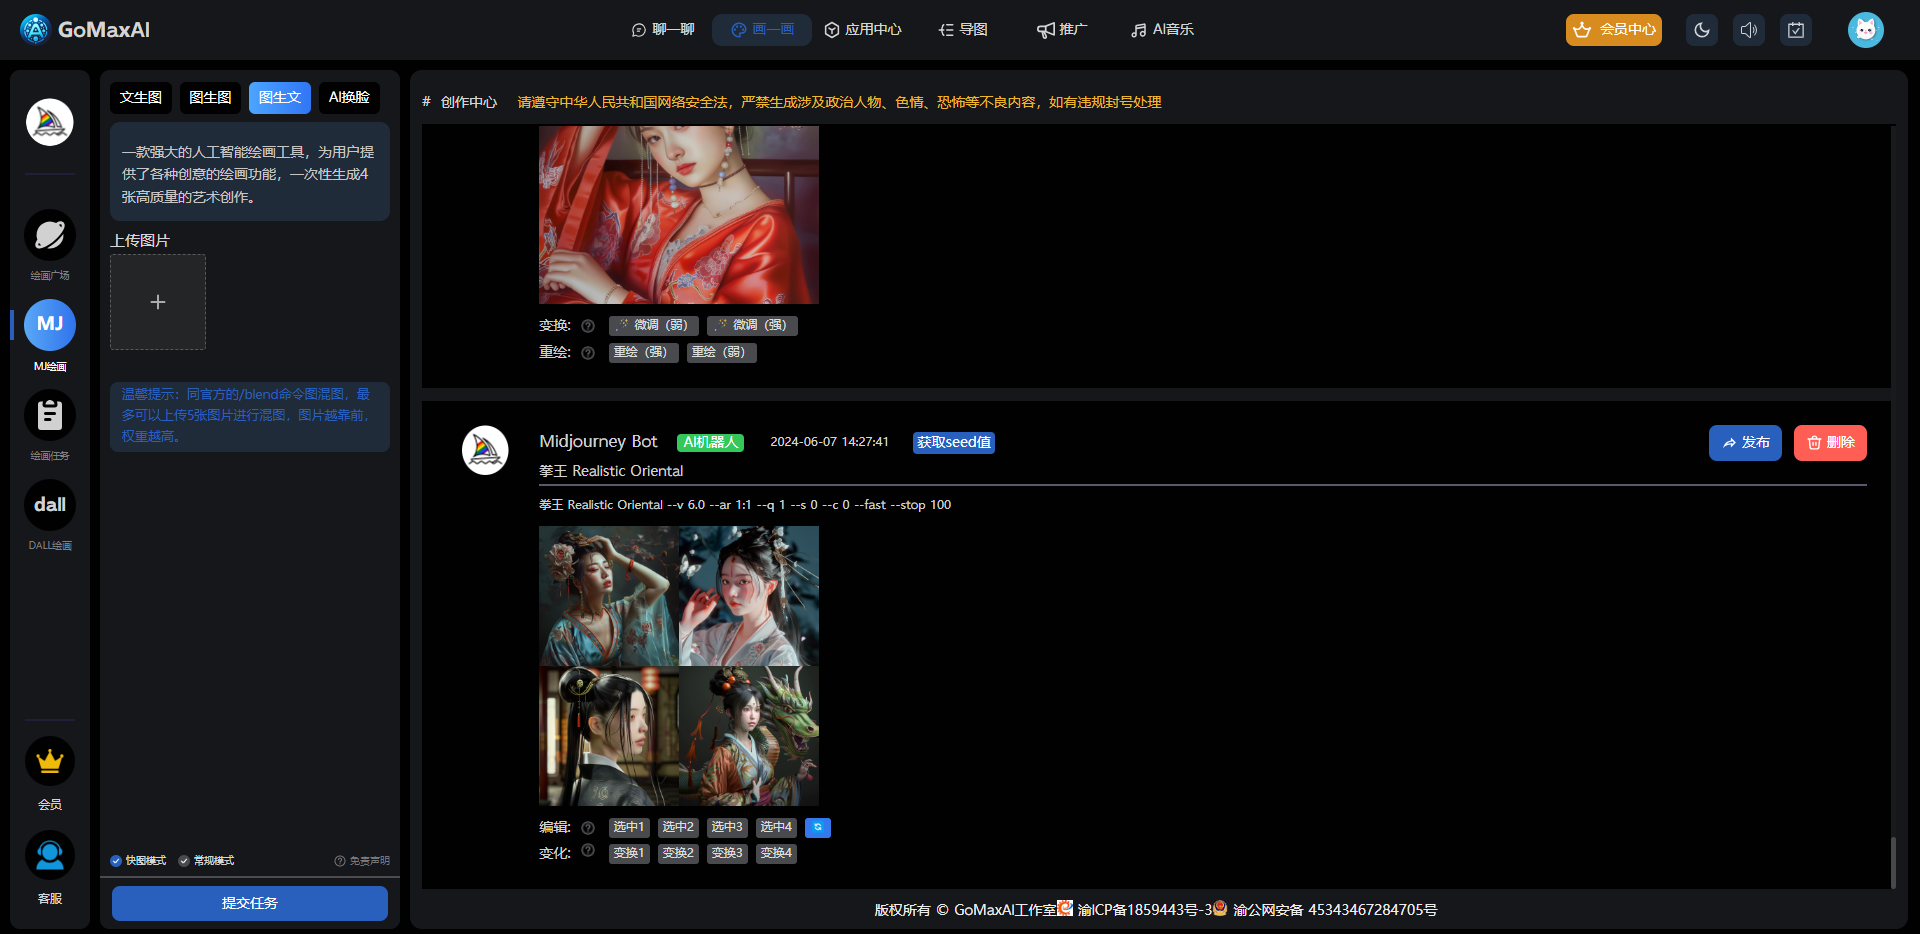 GoMaxAI
聊一聊
画一画
应用中心
导图
推广
AI音乐
会员中心
绘画广场
MJ
MJ绘画
绘画任务
dall
DALL绘画
会员
客服
文生图
图生图
图生文
AI换脸
一款强大的人工智能绘画工具，为用户提
供了各种创意的绘画功能，一次性生成4
张高质量的艺术创作。
上传图片
温馨提示：同官方的/blend命令图混图，最
多可以上传5张图片进行混图，图片越靠前，
权重越高。
快图模式
常规模式
免责声明
提交任务
# 创作中心 请遵守中华人民共和国网络安全法，严禁生成涉及政治人物、色情、恐怖等不良内容，如有违规封号处理
变换: 微调（弱） 微调（强）
重绘: 重绘（强） 重绘（弱）
Midjourney Bot AI机器人 2024-06-07 14:27:41 获取seed值 发布 删除
拳王 Realistic Oriental
拳王 Realistic Oriental --v 6.0 --ar 1:1 --q 1 --s 0 --c 0 --fast --stop 100
编辑: 选中1 选中2 选中3 选中4
变化: 变换1 变换2 变换3 变换4
版权所有 © GoMaxAI工作室 渝ICP备1859443号-3 渝公网安备 45343467284705号